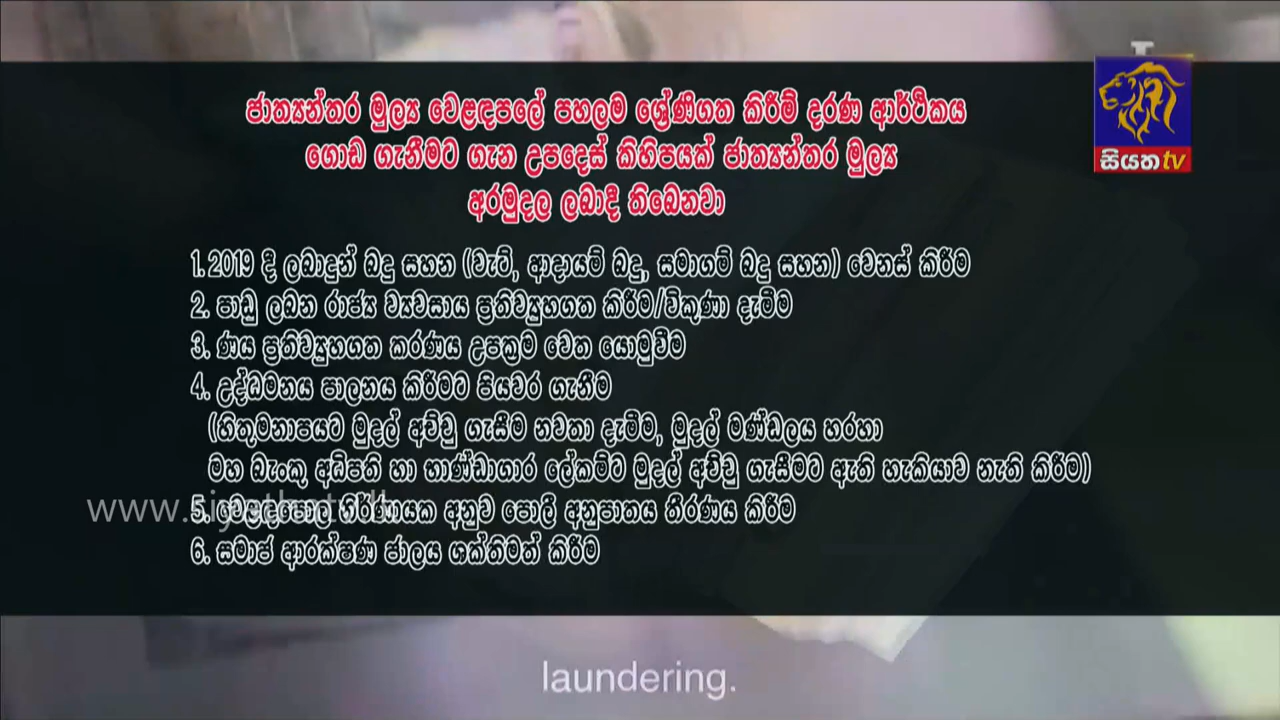 ජාත්‍යන්තර මුල්‍ය වෙළඳපලේ පහලම ශ්‍රේණිගත කිරීම් දරණ ආර්ථිකය
ගොඩ ගැනීමට ගැන උපදෙස් කිහිපයක් ජාත්‍යන්තර මුල්‍ය
අරමුදල ලබාදී තිබෙනවා
සියත tv
1. 2019 දී ලබාදුන් බදු සහන (වැට්, ආදායම් බදු, සමාගම් බදු සහන) වෙනස් කිරීම
2. පාඩු ලබන රාජ්‍ය ව්‍යවසාය ප්‍රතිව්‍යුහගත කිරීම/විකුණා දැමීම
3. ණය ප්‍රතිව්‍යුහගත කරණය උපක්‍රම වෙත යොමුවීම
4. උද්ධමනය පාලනය කිරීමට පියවර ගැනීම
(හිතුමනාපයට මුදල් අච්චු ගැසීම නවතා දැමීම, මුදල් මණ්ඩලය හරහා
මහ බැංකු අධිපති හා භාණ්ඩාගාර ලේකම්ට මුදල් අච්චු ගැසීමට ඇති හැකියාව නැති කිරීම)
5. වෙළඳපොල නිර්ණායක අනුව පොලී අනුපාතය තීරණය කිරීම
6. සමාජ ආරක්ෂණ ජාලය ශක්තිමත් කිරීම
laundering.